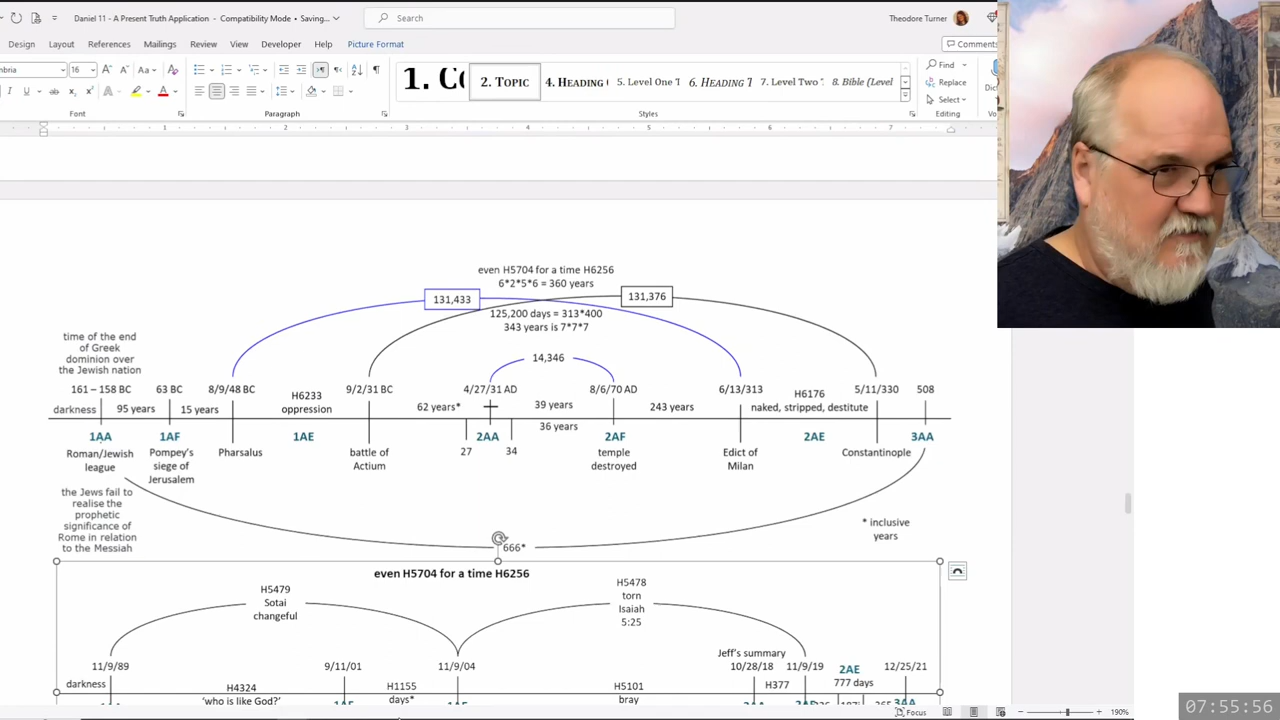 Daniel 11 - A Present Truth Application - Compatibility Mode • Saving...
Search
Theodore Turner
Design Layout References Mailings Review View Developer Help Picture Format
Comments
16
Aa
Find
Replace
Select
1. 2. TOPIC 4. HEADING 5. Level One 6. HEADING 7. Level Two 8. Bible (Level
Font
Paragraph
Styles
Editing
1 2 3 4 5 6 7
even H5704 for a time H6256
6*2*5*6 = 360 years
131,433
131,376
125,200 days = 313*400
343 years is 7*7*7
14,346
time of the end
of Greek
dominion over
the Jewish nation
161 – 158 BC
63 BC
8/9/48 BC
9/2/31 BC
4/27/31 AD
8/6/70 AD
6/13/313
5/11/330
508
darkness
95 years
15 years
H6233
oppression
62 years*
39 years
36 years
243 years
H6176
naked, stripped, destitute
1AA
1AF
1AE
2AA
2AF
2AE
3AA
Roman/Jewish
league
Pompey's
siege of
Jerusalem
Pharsalus
battle of
Actium
27
34
temple
destroyed
Edict of
Milan
Constantinople
the Jews fail to
realise the
prophetic
significance of
Rome in relation
to the Messiah
* inclusive
years
666*
even H5704 for a time H6256
H5479
Sotai
changeful
H5478
torn
Isaiah
5:25
Jeff's summary
11/9/89
9/11/01
11/9/04
10/28/18
11/9/19
2AE
12/25/21
darkness
H4324
'who is like God?'
H1155
days*
H5101
bray
H377
777 days
Focus
190%
07:55:56